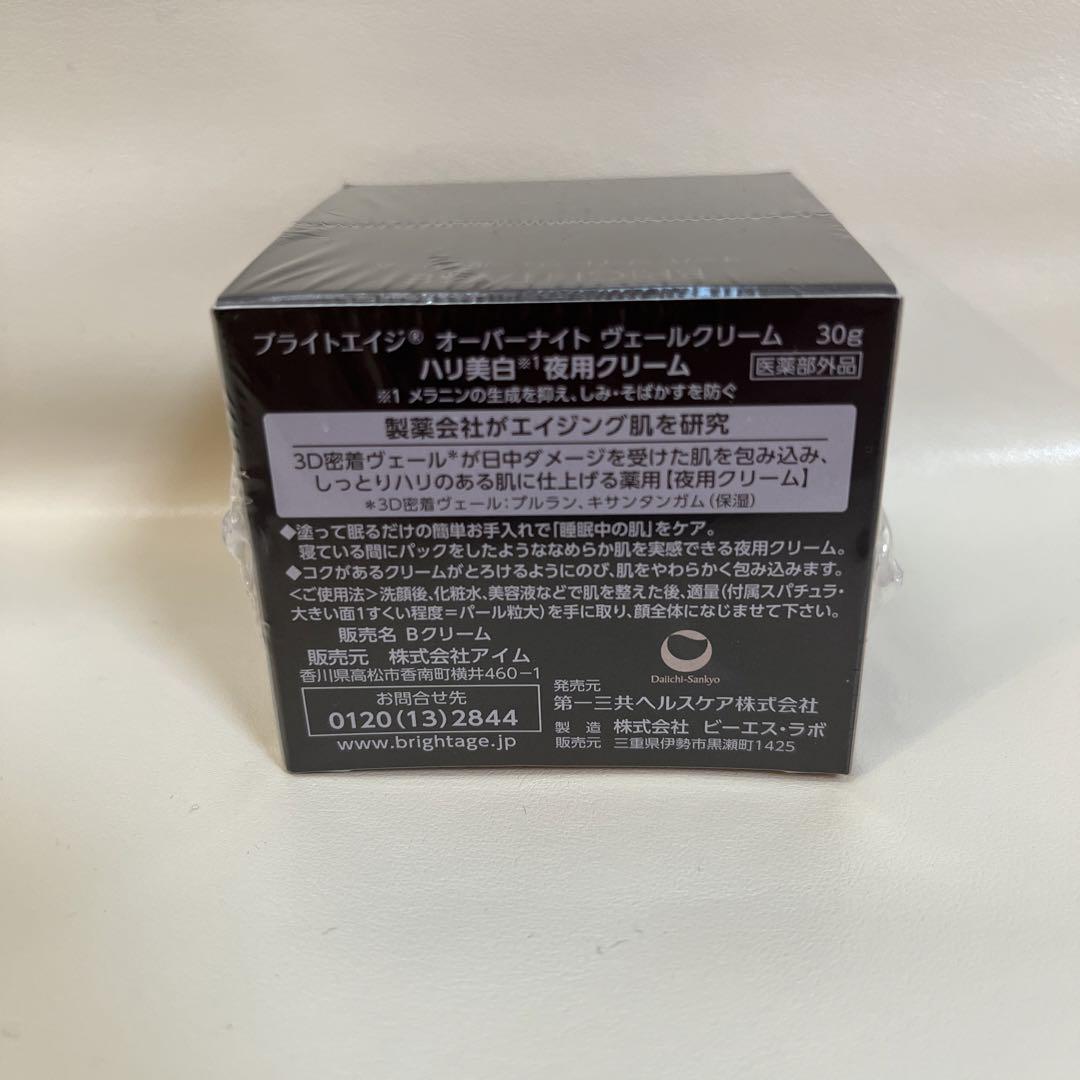 ブライトエイジ® オーバーナイト ヴェールクリーム 30g
ハリ美白※1夜用クリーム 医薬部外品
※1 メラニンの生成を抑え、しみ・そばかすを防ぐ
製薬会社がエイジング肌を研究
3D密着ヴェール*が日中ダメージを受けた肌を包み込み、
しっとりハリのある肌に仕上げる薬用【夜用クリーム】
*3D密着ヴェール:プルラン、キサンタンガム(保湿)
◆塗って眠るだけの簡単お手入れで「睡眠中の肌」をケア。
寝ている間にパックをしたようななめらか肌を実感できる夜用クリーム。
◆コクがあるクリームがとろけるようにのび、肌をやわらかく包み込みます。
<ご使用法>洗顔後、化粧水、美容液などで肌を整えた後、適量(付属スパチュラ・
大きい面1すくい程度=パール粒大)を手に取り、顔全体になじませて下さい。
販売名 Bクリーム
販売元 株式会社アイム
香川県高松市香南町横井460-1
お問合せ先
0120(13)2844
www.brightage.jp
Daiichi-Sankyo
発売元
第一三共ヘルスケア株式会社
製造 株式会社 ビーエス・ラボ
販売元 三重県伊勢市黒瀬町1425